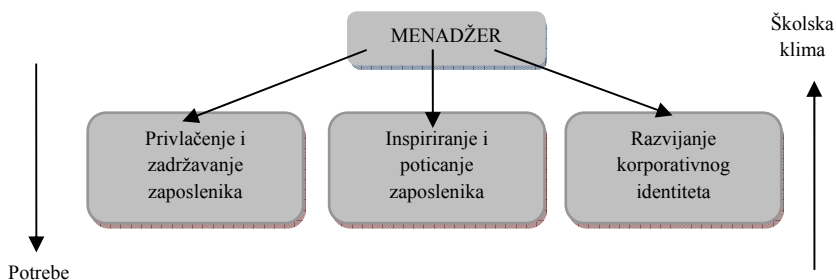 MENADŽER
Školska
klima
Privlačenje i
zadržavanje
zaposlenika
Inspiriranje i
poticanje
zaposlenika
Razvijanje
korporativnog
identiteta
Potrebe